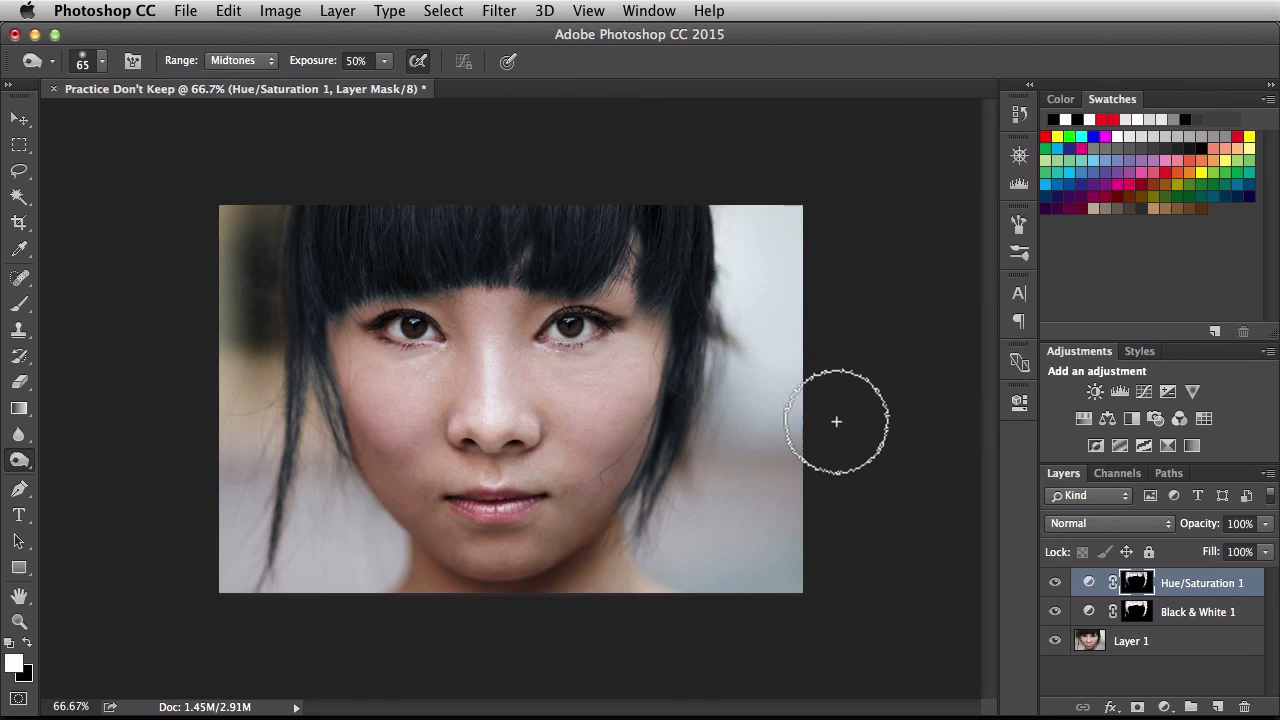 Photoshop CC File Edit Image Layer Type Select Filter 3D View Window Help
Adobe Photoshop CC 2015
65 Range: Midtones Exposure: 50%
× Practice Don't Keep @ 66.7% (Hue/Saturation 1, Layer Mask/8) *
Color Swatches
Adjustments Styles
Add an adjustment
Layers Channels Paths
Kind
Normal Opacity: 100%
Lock: Fill: 100%
Hue/Saturation 1
Black & White 1
Layer 1
66.67% Doc: 1.45M/2.91M